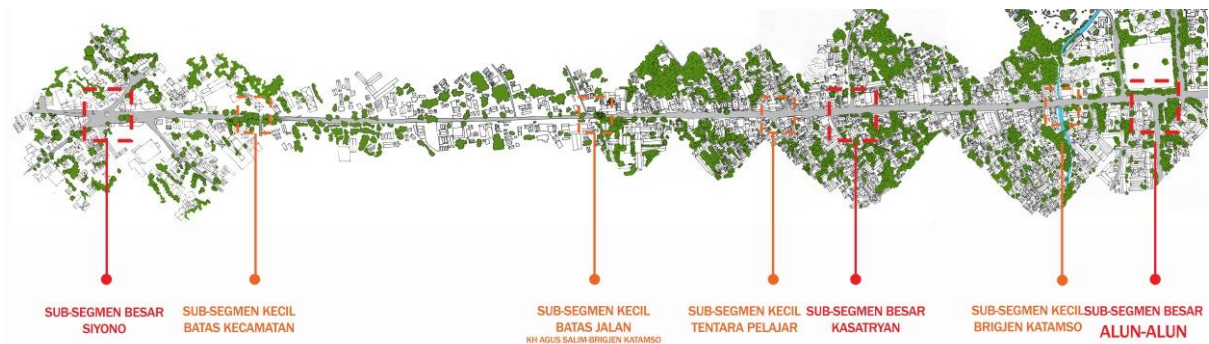 SUB-SEGMEN BESAR
SIYONO
SUB-SEGMEN KECIL
BATAS KECAMATAN
SUB-SEGMEN KECIL
BATAS JALAN
KH AGUS SALIM-BRIGJEN KATAMSO
SUB-SEGMEN KECIL
TENTARA PELAJAR
SUB-SEGMEN BESAR
KASATRYAN
SUB-SEGMEN KECIL
BRIGJEN KATAMSO
SUB-SEGMEN BESAR
ALUN-ALUN